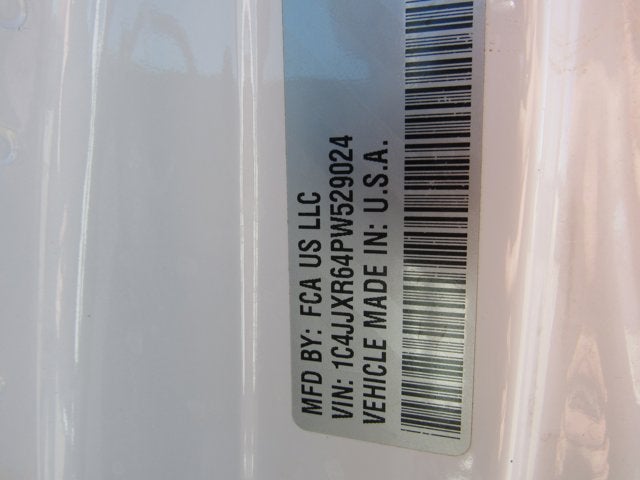 MFD BY: FCA US LLC
VIN: 1C4JJXR64PW529024
VEHICLE MADE IN: U.S.A.